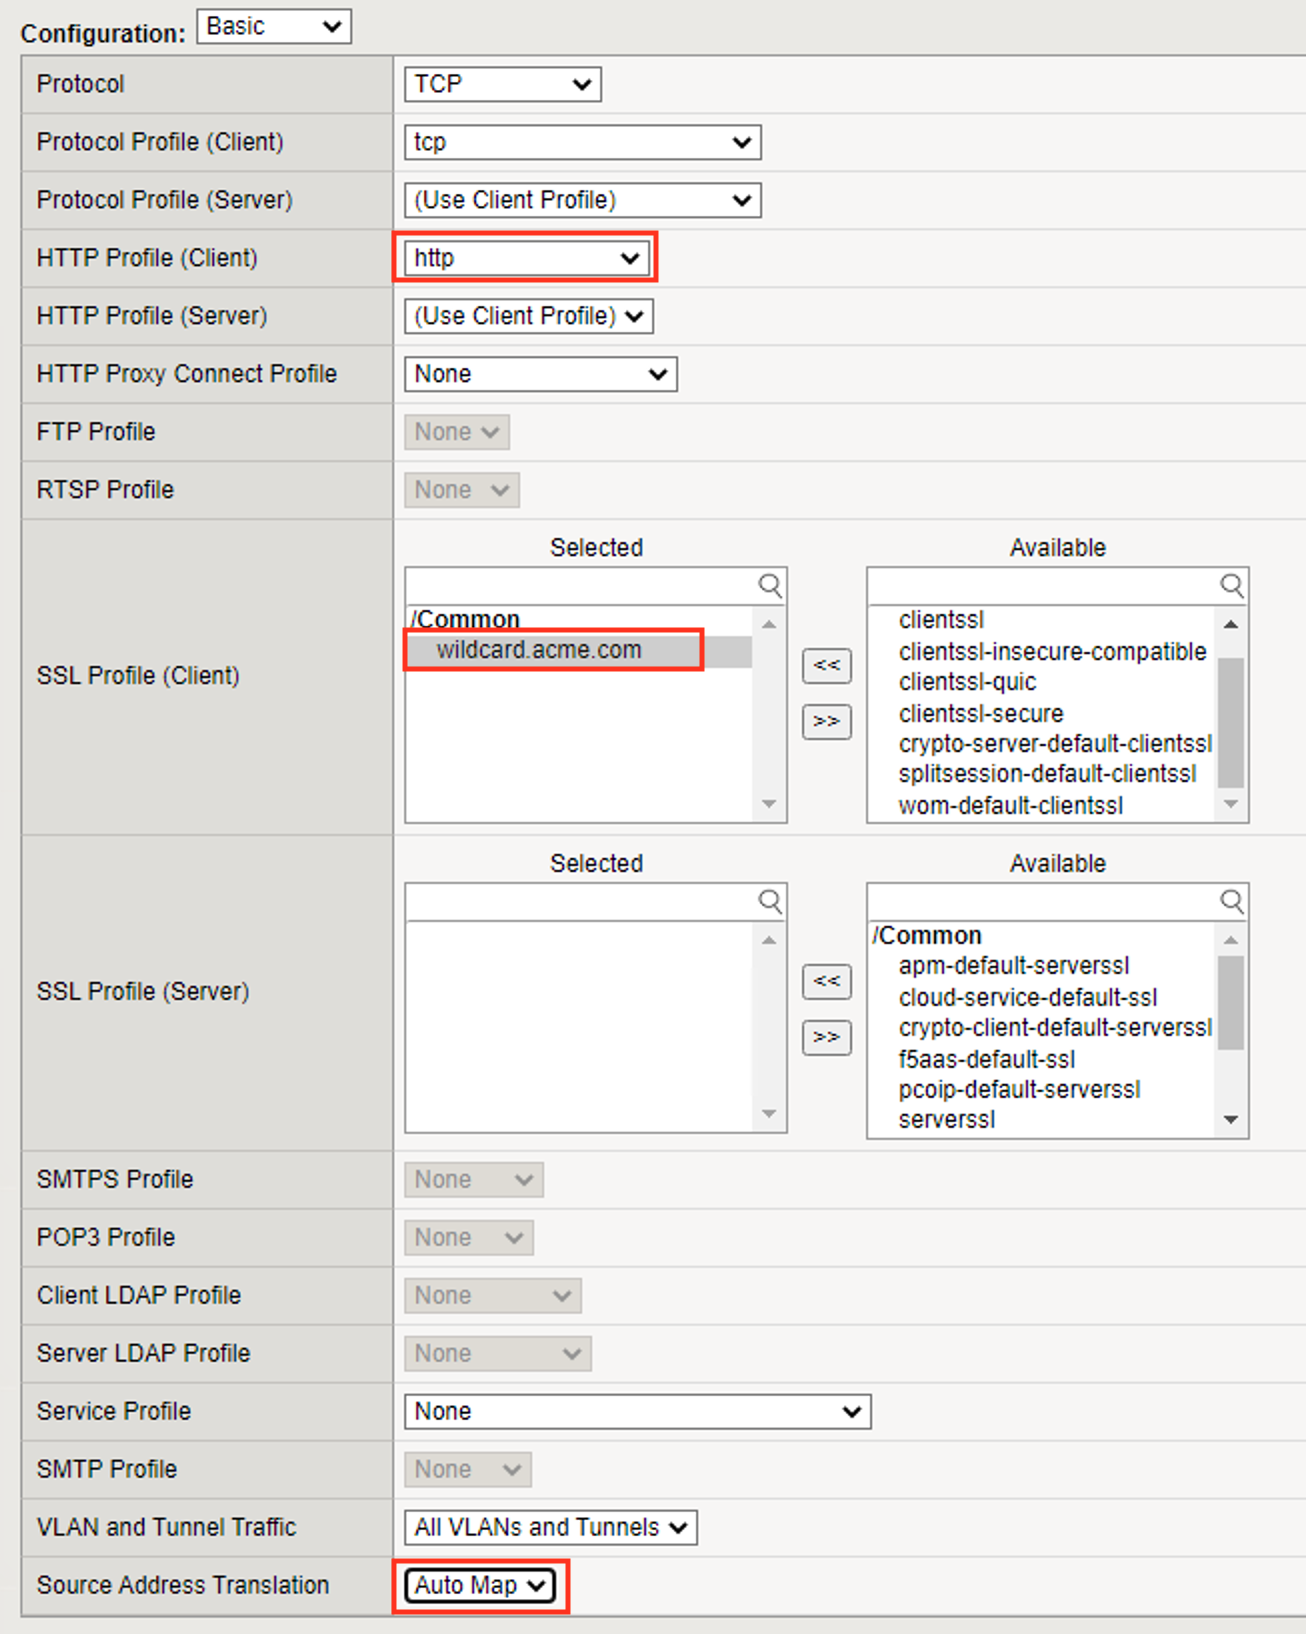 Configuration: Basic
Protocol TCP
Protocol Profile (Client) tcp
Protocol Profile (Server) (Use Client Profile)
HTTP Profile (Client) http
HTTP Profile (Server) (Use Client Profile)
HTTP Proxy Connect Profile None
FTP Profile None
RTSP Profile None
SSL Profile (Client)
Selected
/Common
wildcard.acme.com
<<
>>
Available
clientssl
clientssl-insecure-compatible
clientssl-quic
clientssl-secure
crypto-server-default-clientssl
splitsession-default-clientssl
wom-default-clientssl
SSL Profile (Server)
Selected
<<
>>
Available
/Common
apm-default-serverssl
cloud-service-default-ssl
crypto-client-default-serverssl
f5aas-default-ssl
pcoip-default-serverssl
serverssl
SMTPS Profile None
POP3 Profile None
Client LDAP Profile None
Server LDAP Profile None
Service Profile None
SMTP Profile None
VLAN and Tunnel Traffic All VLANs and Tunnels
Source Address Translation Auto Map